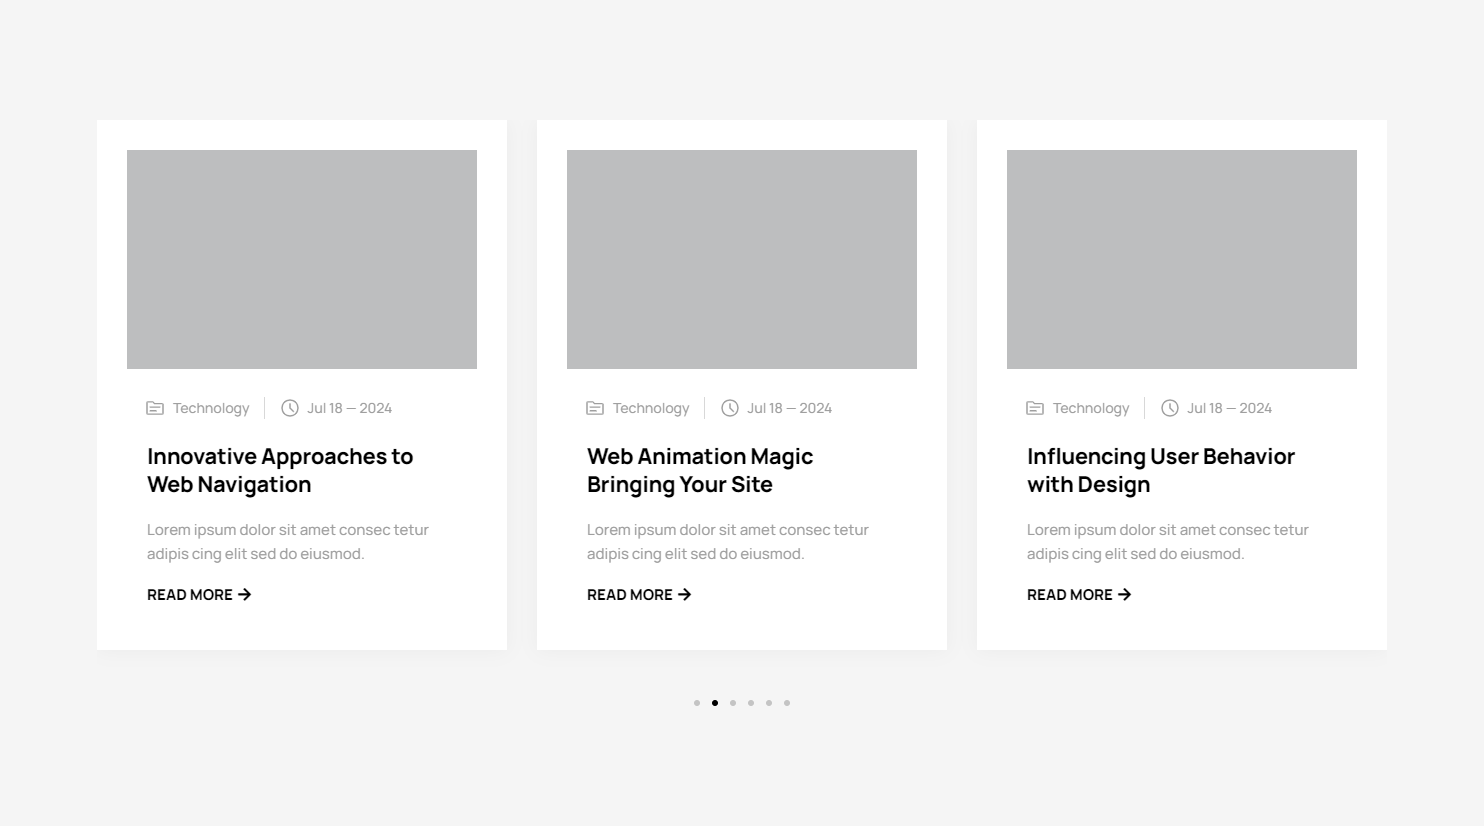 Technology
Jul 18 — 2024
Innovative Approaches to
Web Navigation
Lorem ipsum dolor sit amet consec tetur
adipis cing elit sed do eiusmod.
READ MORE
Technology
Jul 18 — 2024
Web Animation Magic
Bringing Your Site
Lorem ipsum dolor sit amet consec tetur
adipis cing elit sed do eiusmod.
READ MORE
Technology
Jul 18 — 2024
Influencing User Behavior
with Design
Lorem ipsum dolor sit amet consec tetur
adipis cing elit sed do eiusmod.
READ MORE